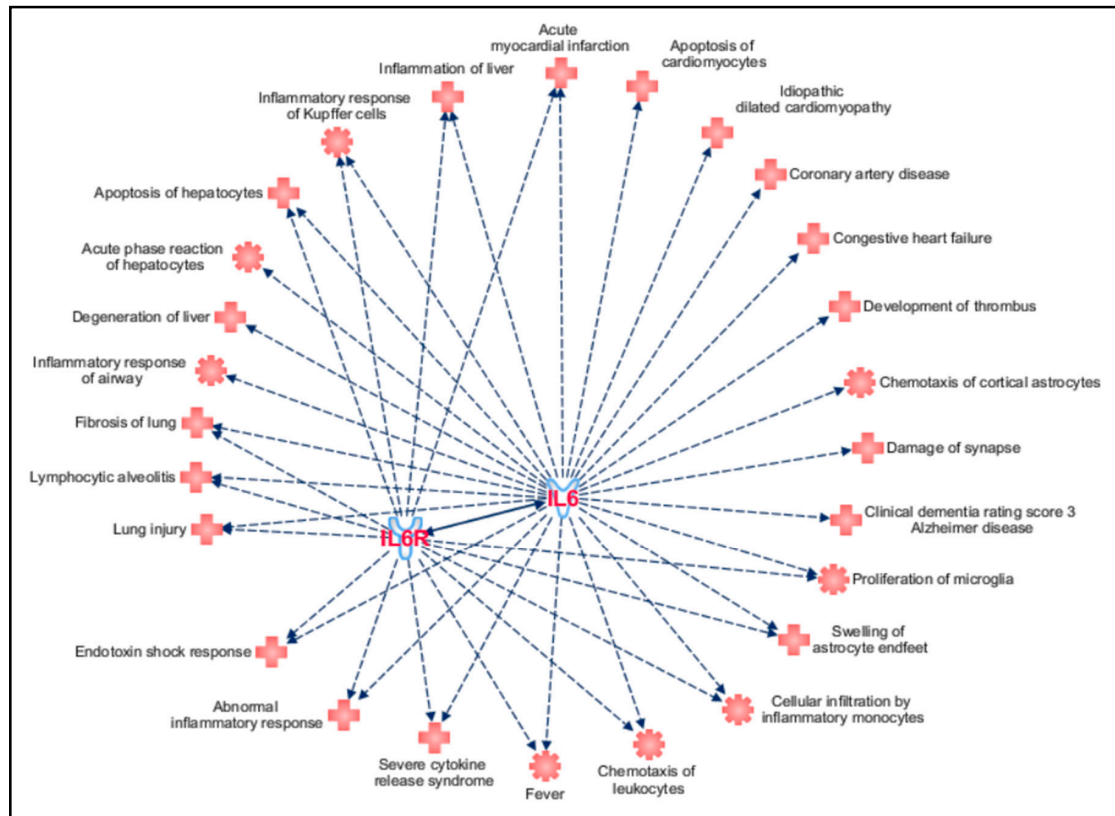 Acute
myocardial infarction
Apoptosis of
cardiomyocytes
Inflammation of liver
Idiopathic
dilated cardiomyopathy
Inflammatory response
of Kupffer cells
Coronary artery disease
Apoptosis of hepatocytes
Congestive heart failure
Acute phase reaction
of hepatocytes
Development of thrombus
Degeneration of liver
Inflammatory response
of airway
Chemotaxis of cortical astrocytes
Fibrosis of lung
Damage of synapse
Lymphocytic alveolitis
IL6
Clinical dementia rating score 3
Alzheimer disease
Lung injury
IL6R
Proliferation of microglia
Swelling of
astrocyte endfeet
Endotoxin shock response
Cellular infiltration by
inflammatory monocytes
Abnormal
inflammatory response
Severe cytokine
release syndrome
Fever
Chemotaxis of
leukocytes